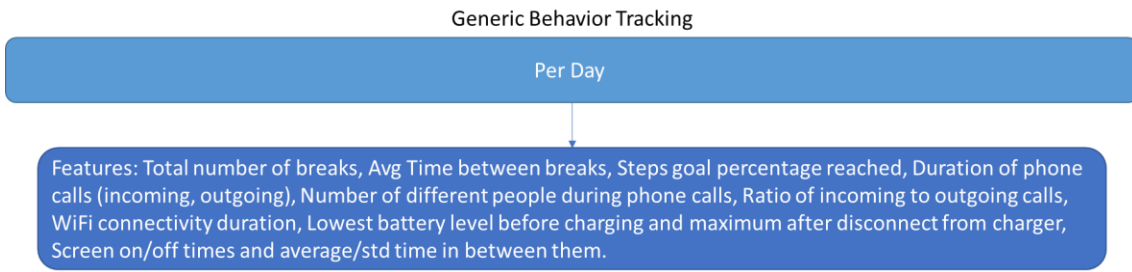 Generic Behavior Tracking
Per Day
Features: Total number of breaks, Avg Time between breaks, Steps goal percentage reached, Duration of phone
calls (incoming, outgoing), Number of different people during phone calls, Ratio of incoming to outgoing calls,
WiFi connectivity duration, Lowest battery level before charging and maximum after disconnect from charger,
Screen on/off times and average/std time in between them.